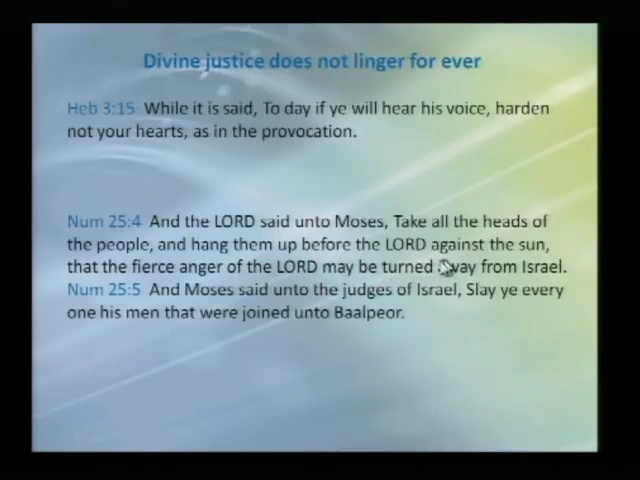 Divine justice does not linger for ever
Heb 3:15 While it is said, To day if ye will hear his voice, harden
not your hearts, as in the provocation.
Num 25:4 And the LORD said unto Moses, Take all the heads of
the people, and hang them up before the LORD against the sun,
that the fierce anger of the LORD may be turned away from Israel.
Num 25:5 And Moses said unto the judges of Israel, Slay ye every
one his men that were joined unto Baalpeor.